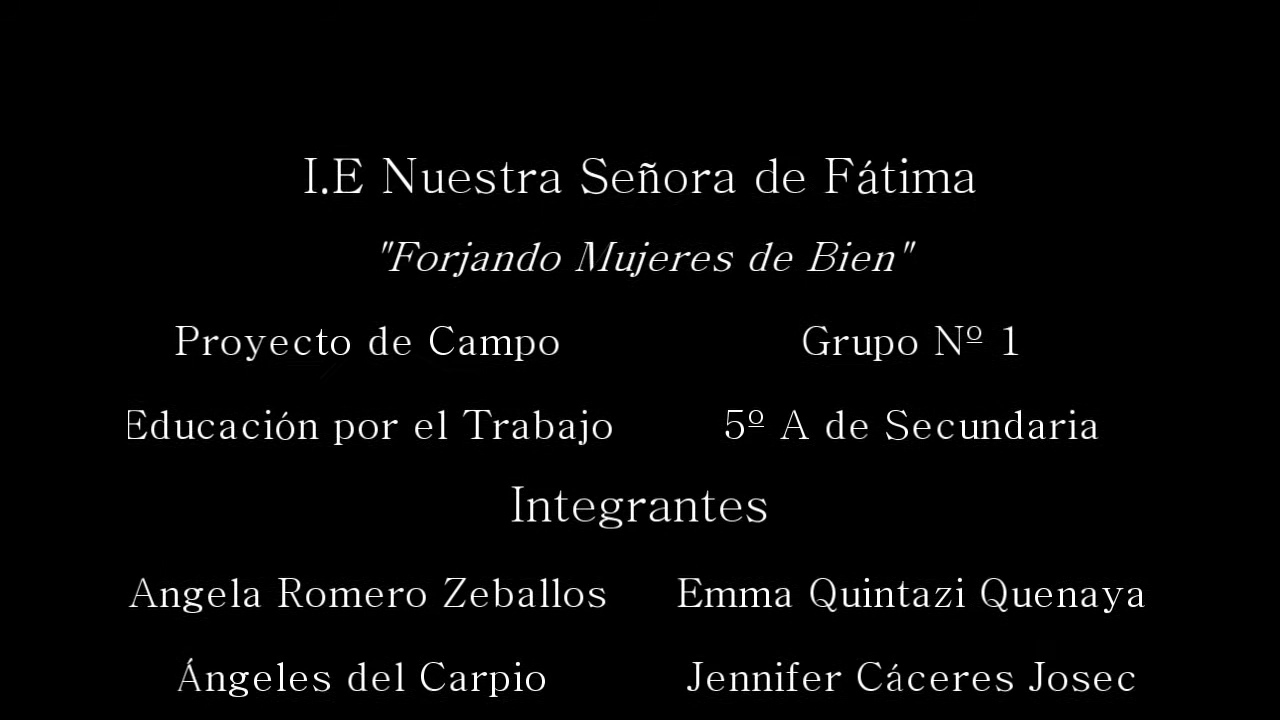 I.E Nuestra Señora de Fátima
"Forjando Mujeres de Bien"
Proyecto de Campo Grupo Nº 1
Educación por el Trabajo 5º A de Secundaria
Integrantes
Angela Romero Zeballos Emma Quintazi Quenaya
Ángeles del Carpio Jennifer Cáceres Josec